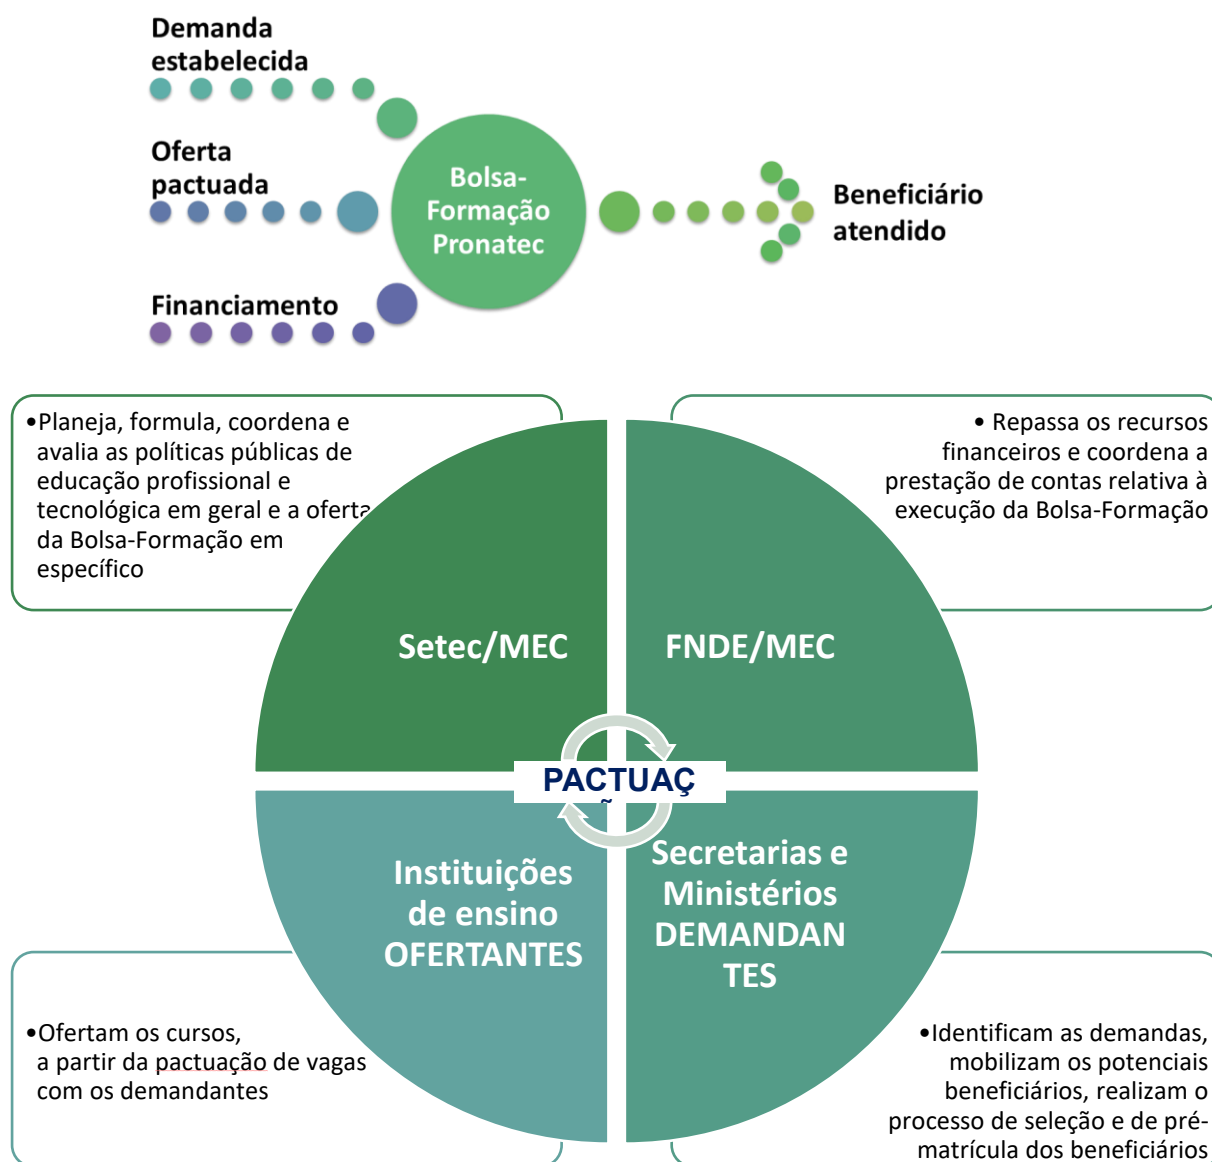 Demanda
estabelecida
Oferta
pactuada
Bolsa-
Formação
Pronatec
Beneficiário
atendido
Financiamento
•Planeja, formula, coordena e
avalia as políticas públicas de
educação profissional e
tecnológica em geral e a oferta
da Bolsa-Formação em
específico
• Repassa os recursos
financeiros e coordena a
prestação de contas relativa à
execução da Bolsa-Formação
Setec/MEC
FNDE/MEC
PACTUAÇ
Instituições
de ensino
OFERTANTES
Secretarias e
Ministérios
DEMANDAN
TES
•Ofertam os cursos,
a partir da pactuação de vagas
com os demandantes
•Identificam as demandas,
mobilizam os potenciais
beneficiários, realizam o
processo de seleção e de pré-
matrícula dos beneficiários